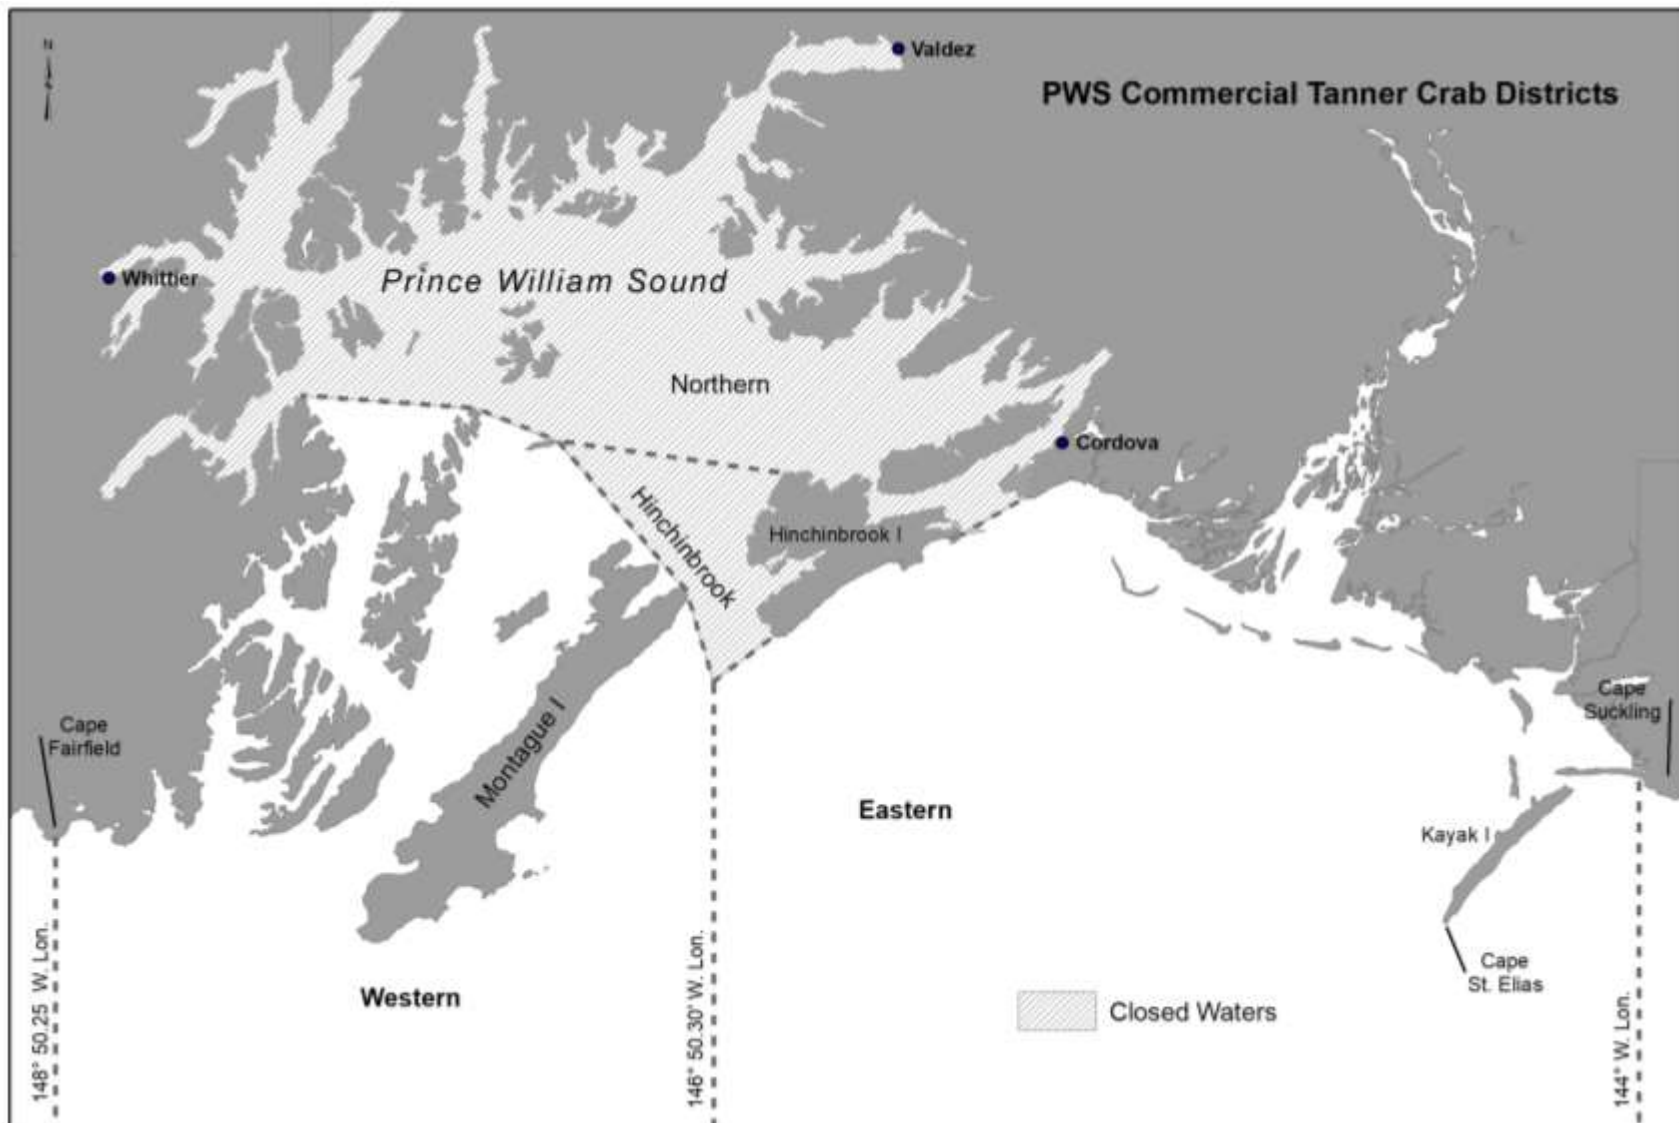 N
Valdez
PWS Commercial Tanner Crab Districts
Whittier
Prince William Sound
Northern
Cordova
Hinchinbrook
Hinchinbrook I
Cape
Fairfield
Montague I
Cape
Suckling
Eastern
Kayak I
Western
Cape
St. Elias
Closed Waters
148° 50.25 W. Lon.
146° 50.30' W. Lon.
144° W. Lon.